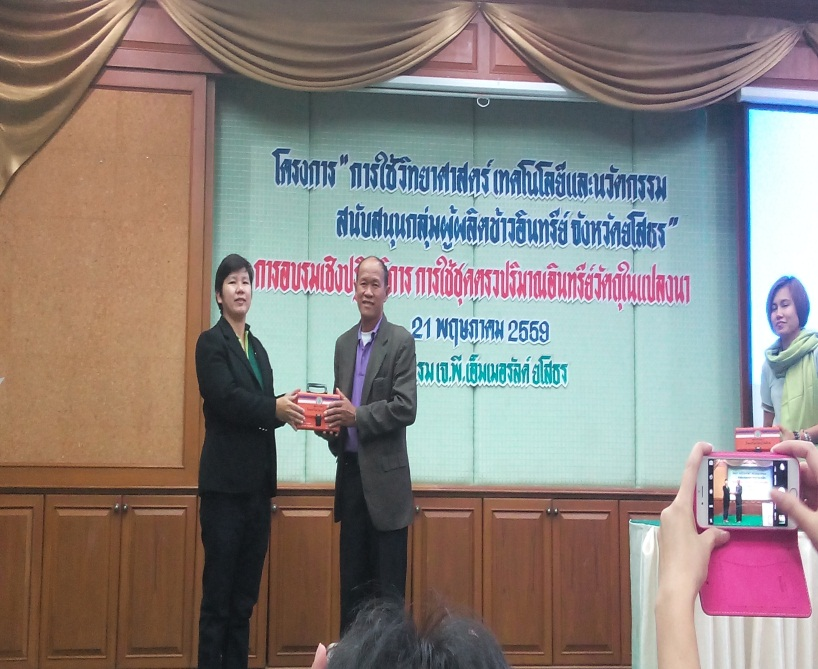 โครงการ "การใช้วิทยาศาสตร์ เทคโนโลยีและนวัตกรรม
สนับสนุนกลุ่มผู้ผลิตข้าวอินทรีย์ จังหวัดยโสธร"
การอบรมเชิงปฏิบัติการ การใช้ชุดตรวจปริมาณอินทรีย์วัตถุในแปลงนา
21 พฤษภาคม 2559
รม เจ.พี.เอ็มเมอรัลด์ ยโสธร